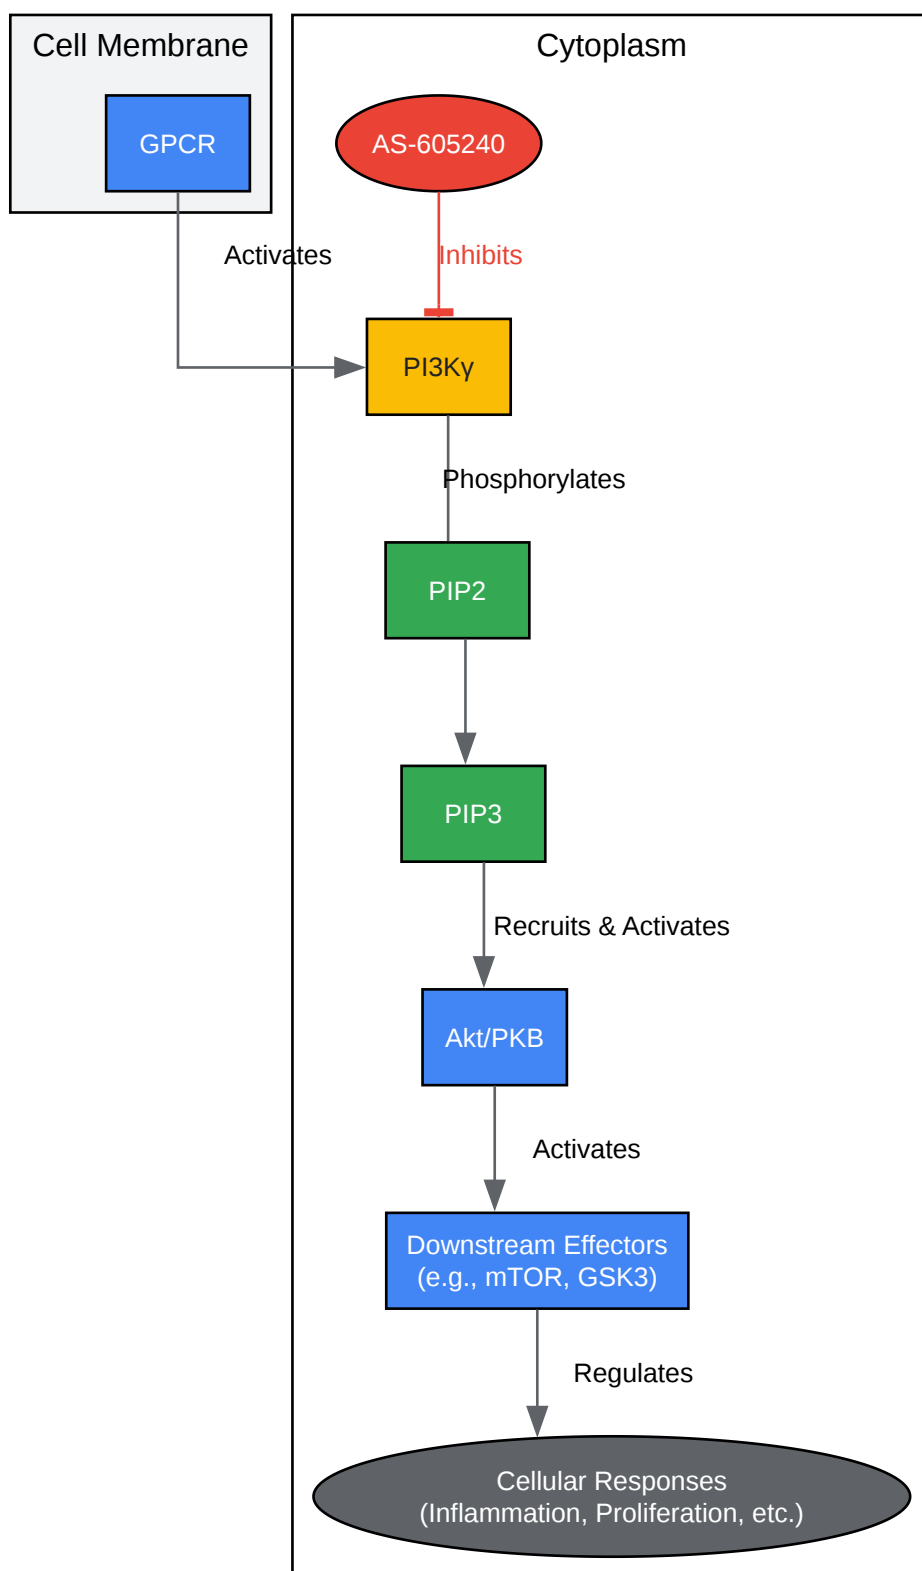 Cell Membrane
Cytoplasm
GPCR
AS-605240
Activates
Inhibits
PI3Kγ
Phosphorylates
PIP2
PIP3
Recruits & Activates
Akt/PKB
Activates
Downstream Effectors
(e.g., mTOR, GSK3)
Regulates
Cellular Responses
(Inflammation, Proliferation, etc.)